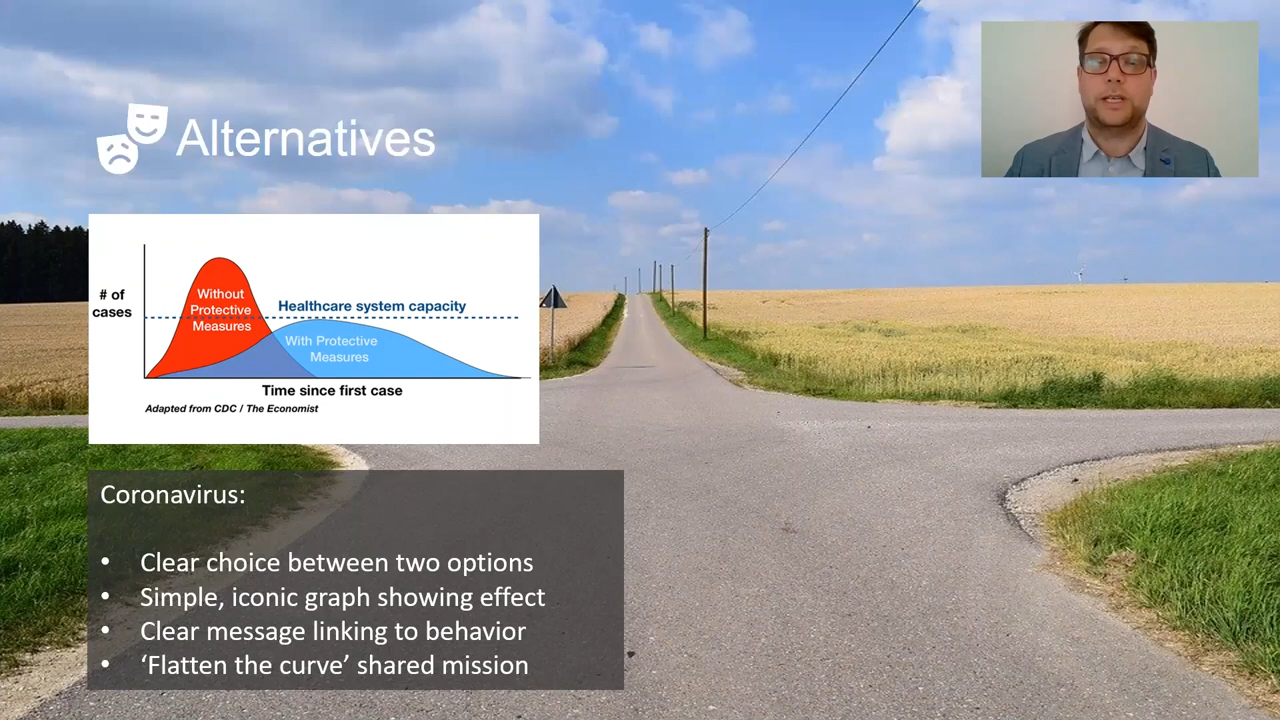 Alternatives
# of
cases
Without
Protective
Measures
Healthcare system capacity
With Protective
Measures
Time since first case
Adapted from CDC / The Economist
Coronavirus:
• Clear choice between two options
• Simple, iconic graph showing effect
• Clear message linking to behavior
• ‘Flatten the curve’ shared mission